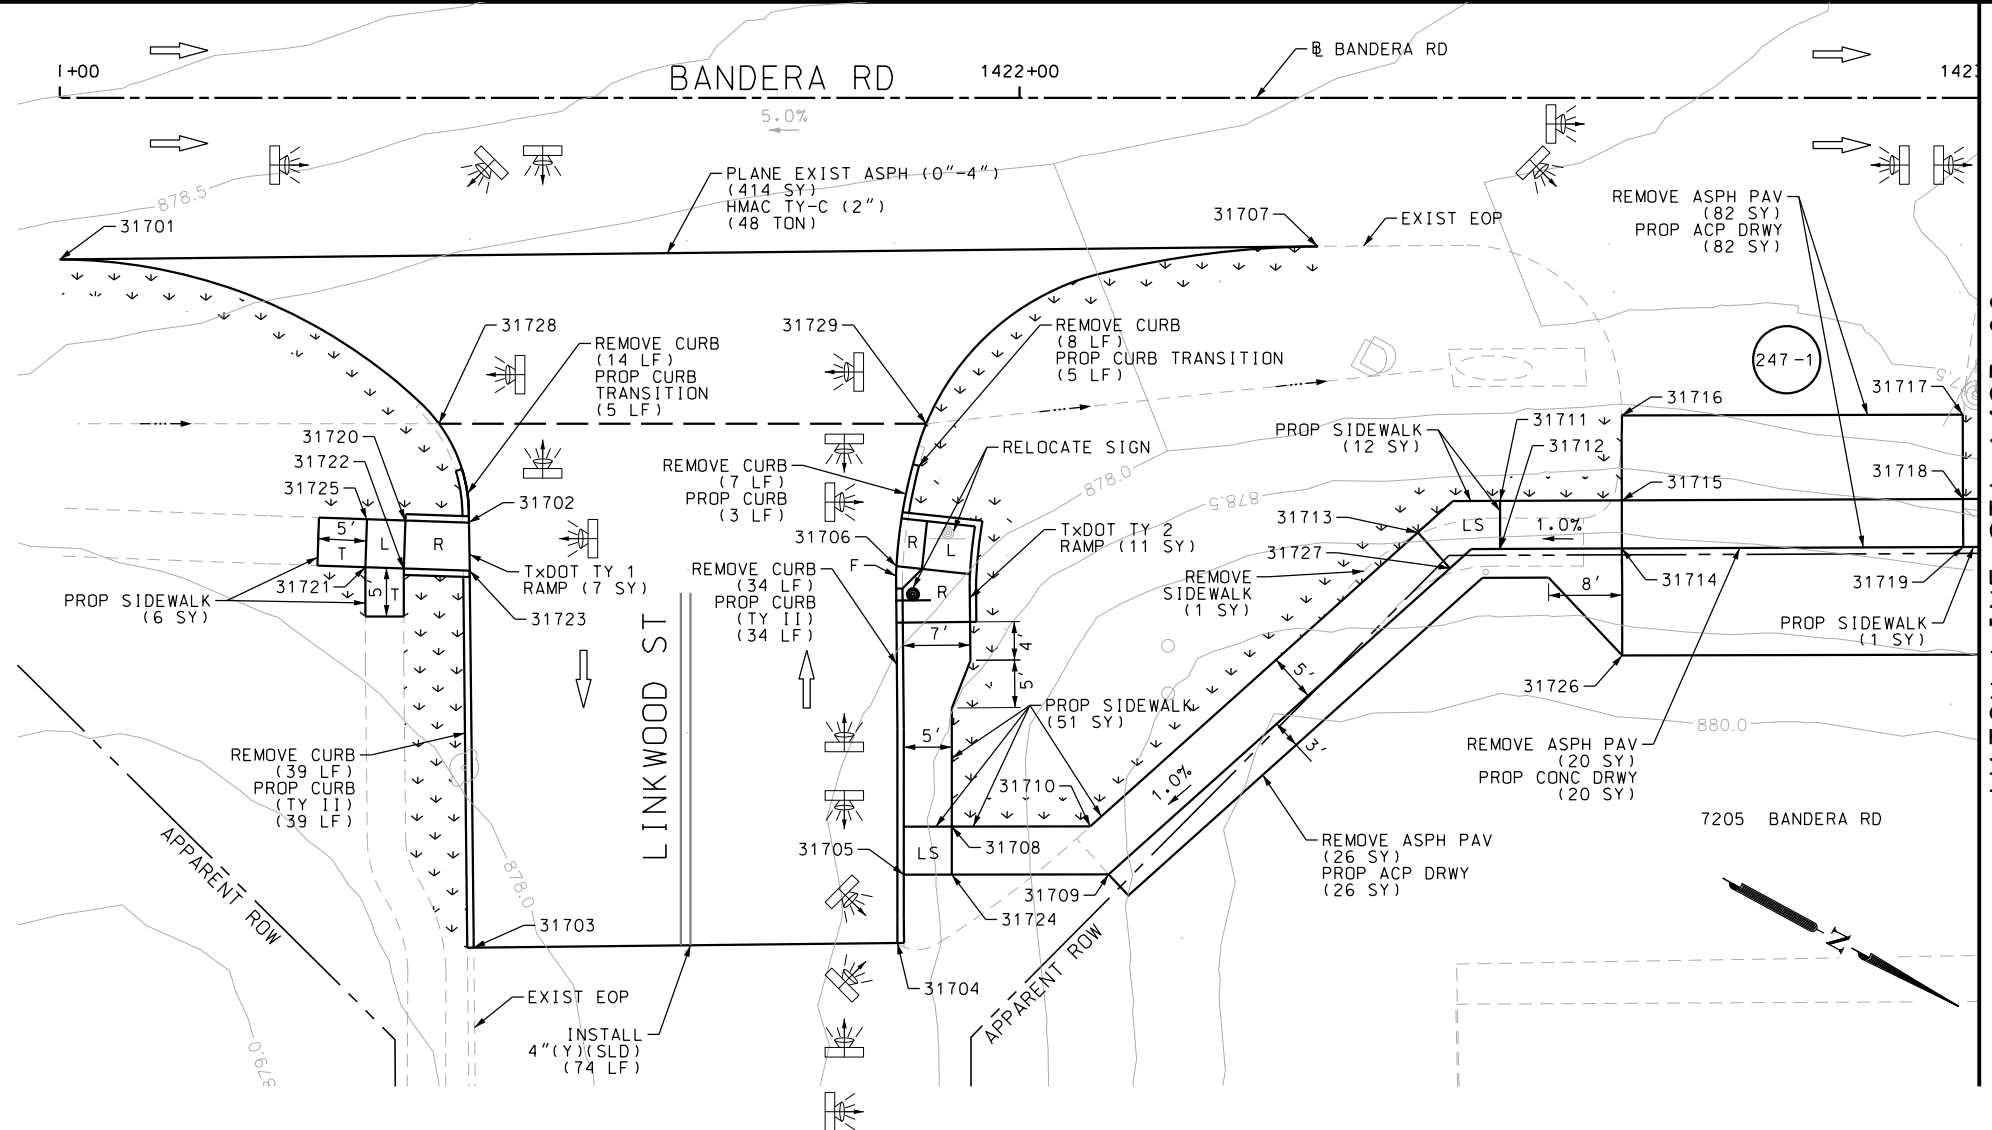 BANDERA RD
1+00
1422+00
℄ BANDERA RD
5.0%
878.5
PLANE EXIST ASPH (0"-4")
(414 SY)
HMAC TY-C (2")
(48 TON)
31701
31707
EXIST EOP
REMOVE ASPH PAV
(82 SY)
PROP ACP DRWY
(82 SY)
31728
REMOVE CURB
(14 LF)
PROP CURB
TRANSITION
(5 LF)
31729
REMOVE CURB
(8 LF)
PROP CURB TRANSITION
(5 LF)
247-1
31717
31716
31720
31722
31725
REMOVE CURB
(7 LF)
PROP CURB
(3 LF)
RELOCATE SIGN
878.0
878.5
PROP SIDEWALK
(12 SY)
31711
31712
31718
31715
31702
5'
T
L
R
31706
R
L
TxDOT TY 2
RAMP (11 SY)
31713
LS
1.0%
31727
F
31721
5'
T
TxDOT TY 1
RAMP (7 SY)
31723
PROP SIDEWALK
(6 SY)
REMOVE CURB
(34 LF)
PROP CURB
(TY II)
(34 LF)
R
7'
4'
5'
REMOVE
SIDEWALK
(1 SY)
8'
31714
31719
PROP SIDEWALK
(1 SY)
5'
31726
PROP SIDEWALK
(51 SY)
5'
3'
880.0
LINKWOOD ST
REMOVE CURB
(39 LF)
PROP CURB
(TY II)
(39 LF)
31710
1.0%
REMOVE ASPH PAV
(20 SY)
PROP CONC DRWY
(20 SY)
7205 BANDERA RD
APPARENT ROW
878.0
31705
LS
31708
REMOVE ASPH PAV
(26 SY)
PROP ACP DRWY
(26 SY)
31709
31724
31703
31704
APPARENT ROW
N
EXIST EOP
INSTALL
4"(Y)(SLD)
(74 LF)
879.0